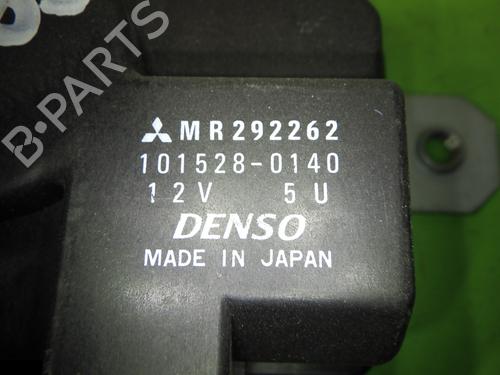 B-PARTS
MR292262
101528-0140
12V 5U
DENSO
MADE IN JAPAN